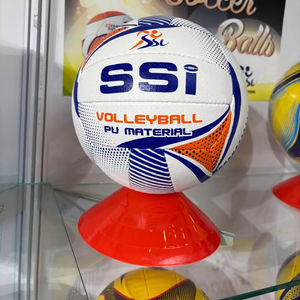 Soccer
Balls
SSi
SSi
VOLLEYBALL
PU MATERIAL